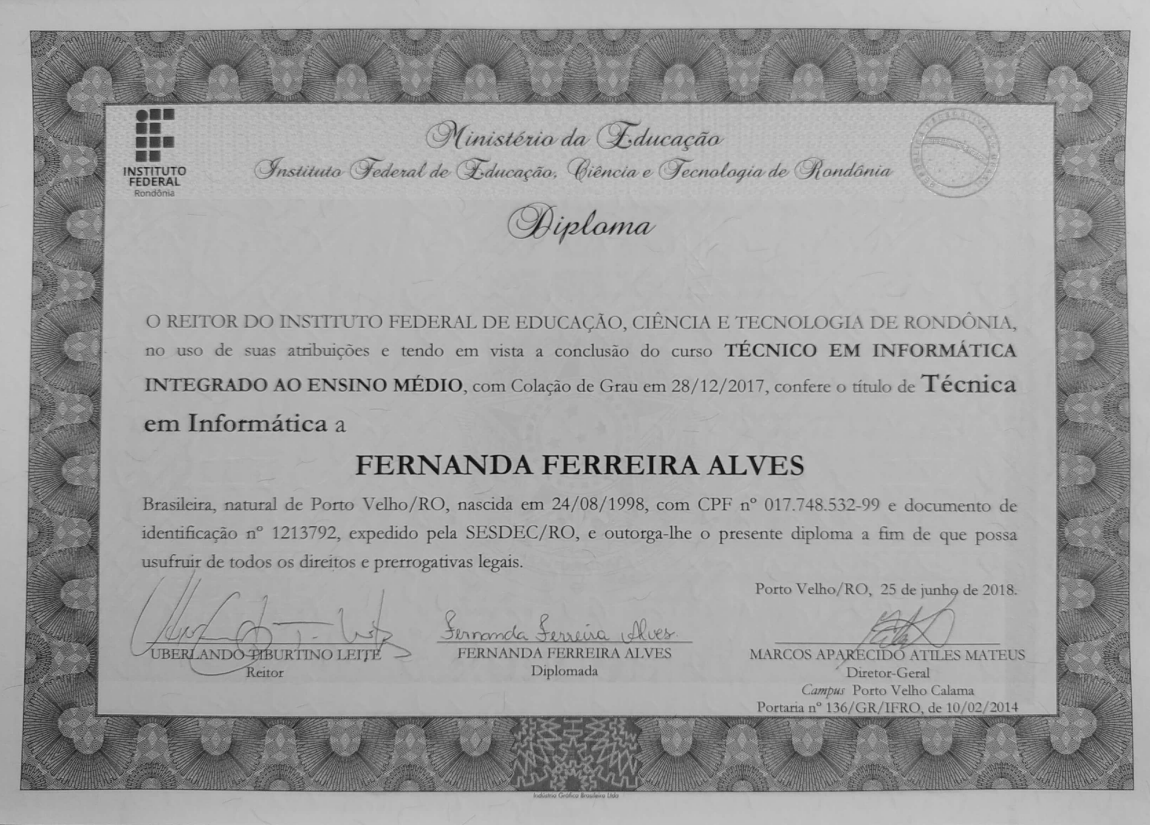 INSTITUTO
FEDERAL
Rondônia
Ministério da Educação
Instituto Federal de Educação, Ciência e Tecnologia de Rondônia
Diploma
O REITOR DO INSTITUTO FEDERAL DE EDUCAÇÃO, CIÊNCIA E TECNOLOGIA DE RONDÔNIA,
no uso de suas atribuições e tendo em vista a conclusão do curso TÉCNICO EM INFORMÁTICA
INTEGRADO AO ENSINO MÉDIO, com Colação de Grau em 28/12/2017, confere o título de Técnica
em Informática a
FERNANDA FERREIRA ALVES
Brasileira, natural de Porto Velho/RO, nascida em 24/08/1998, com CPF nº 017.748.532-99 e documento de
identificação nº 1213792, expedido pela SESDEC/RO, e outorga-lhe o presente diploma a fim de que possa
usufruir de todos os direitos e prerrogativas legais.
Porto Velho/RO, 25 de junho de 2018.
Fernanda Ferreira Alves
UBERLANDO TIBURTINO LEITE
Reitor
FERNANDA FERREIRA ALVES
Diplomada
MARCOS APARECIDO ATILES MATEUS
Diretor-Geral
Campus Porto Velho Calama
Portaria nº 136/GR/IFRO, de 10/02/2014
Indústria Gráfica Brasileira Ltda